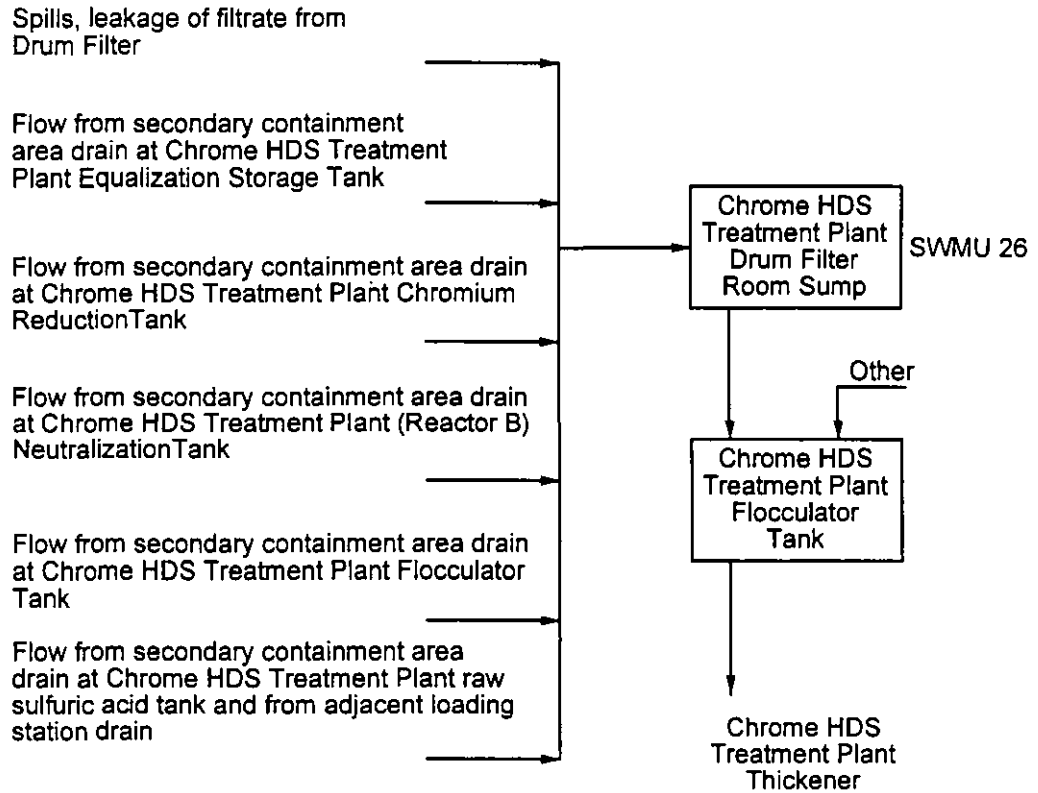 Spills, leakage of filtrate from
Drum Filter
Flow from secondary containment
area drain at Chrome HDS Treatment
Plant Equalization Storage Tank
Flow from secondary containment area drain
at Chrome HDS Treatment Plant Chromium
ReductionTank
Flow from secondary containment area drain
at Chrome HDS Treatment Plant (Reactor B)
NeutralizationTank
Flow from secondary containment area drain
at Chrome HDS Treatment Plant Flocculator
Tank
Flow from secondary containment area
drain at Chrome HDS Treatment Plant raw
sulfuric acid tank and from adjacent loading
station drain
Chrome HDS
Treatment Plant
Drum Filter
Room Sump
SWMU 26
Other
Chrome HDS
Treatment Plant
Flocculator
Tank
Chrome HDS
Treatment Plant
Thickener